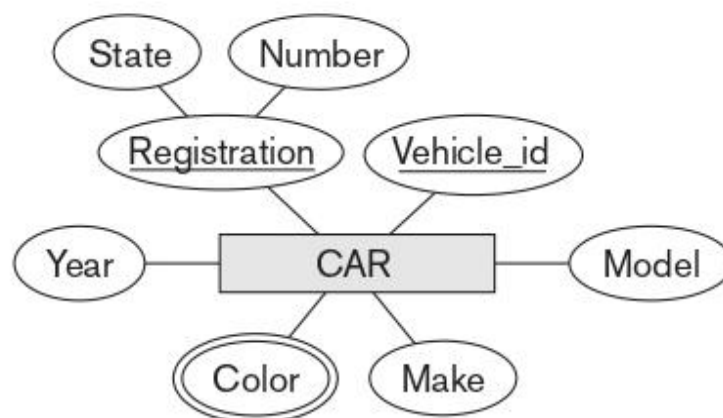 State
Number
Registration
Vehicle_id
Year
CAR
Model
Color
Make